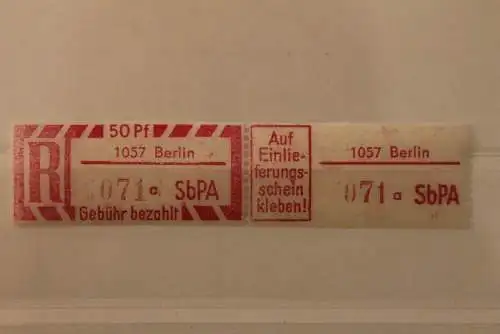 50 Pf
R
1057 Berlin
071 a SbPA
Gebühr bezahlt
Auf
Einlie-
ferungs-
schein
kleben!
1057 Berlin
071 a SbPA